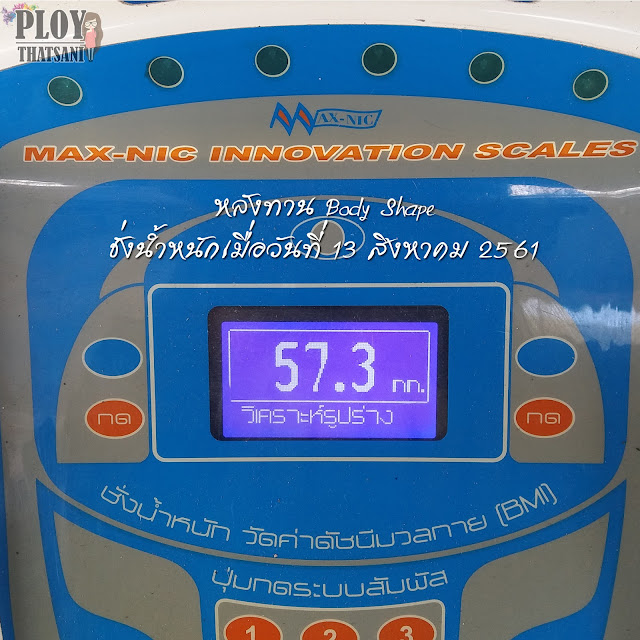 PLOY
THATSANI
MAX-NIC
MAX-NIC INNOVATION SCALES
หลังทาน Body Shape
ชั่งน้ำหนักเมื่อวันที่ 13 สิงหาคม 2561
57.3 กก.
วิเคราะห์รูปร่าง
กด
กด
ชั่งน้ำหนัก วัดค่าดัชนีมวลกาย (BMI)
ปุ่มกดระบบสัมผัส
1 2 3